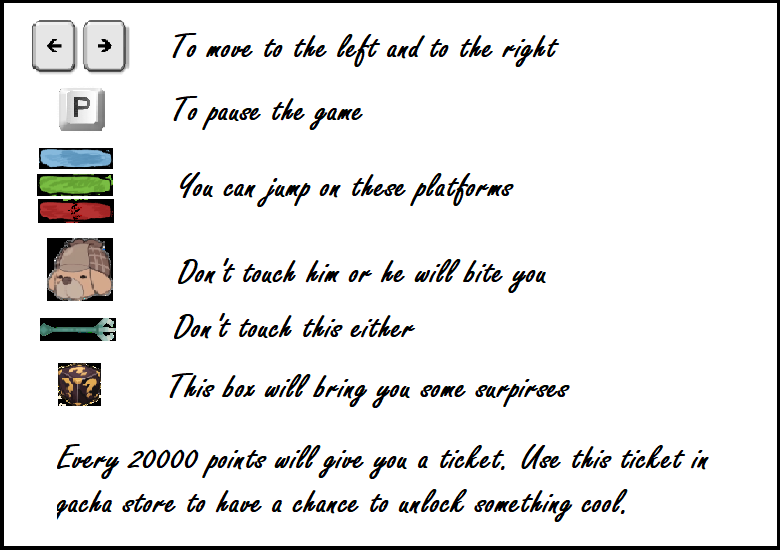 ← → To move to the left and to the right
P To pause the game
You can jump on these platforms
Don't touch him or he will bite you
Don't touch this either
? ? This box will bring you some surpirses
Every 20000 points will give you a ticket. Use this ticket in
gacha store to have a chance to unlock something cool.